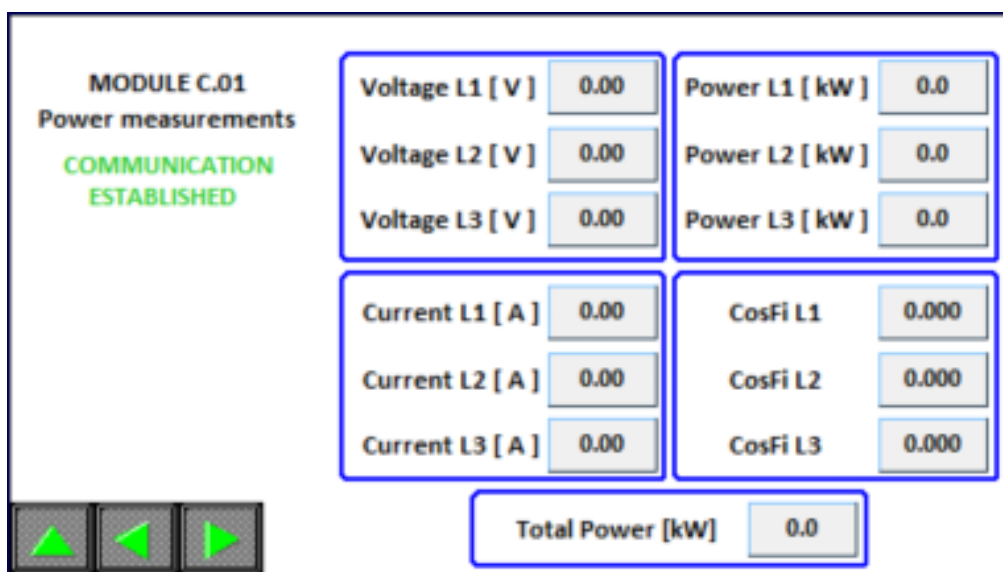 MODULE C.01
Power measurements
COMMUNICATION
ESTABLISHED
Voltage L1 [ V ] 0.00
Voltage L2 [ V ] 0.00
Voltage L3 [ V ] 0.00
Power L1 [ kW ] 0.0
Power L2 [ kW ] 0.0
Power L3 [ kW ] 0.0
Current L1 [ A ] 0.00
Current L2 [ A ] 0.00
Current L3 [ A ] 0.00
CosFi L1 0.000
CosFi L2 0.000
CosFi L3 0.000
Total Power [kW] 0.0